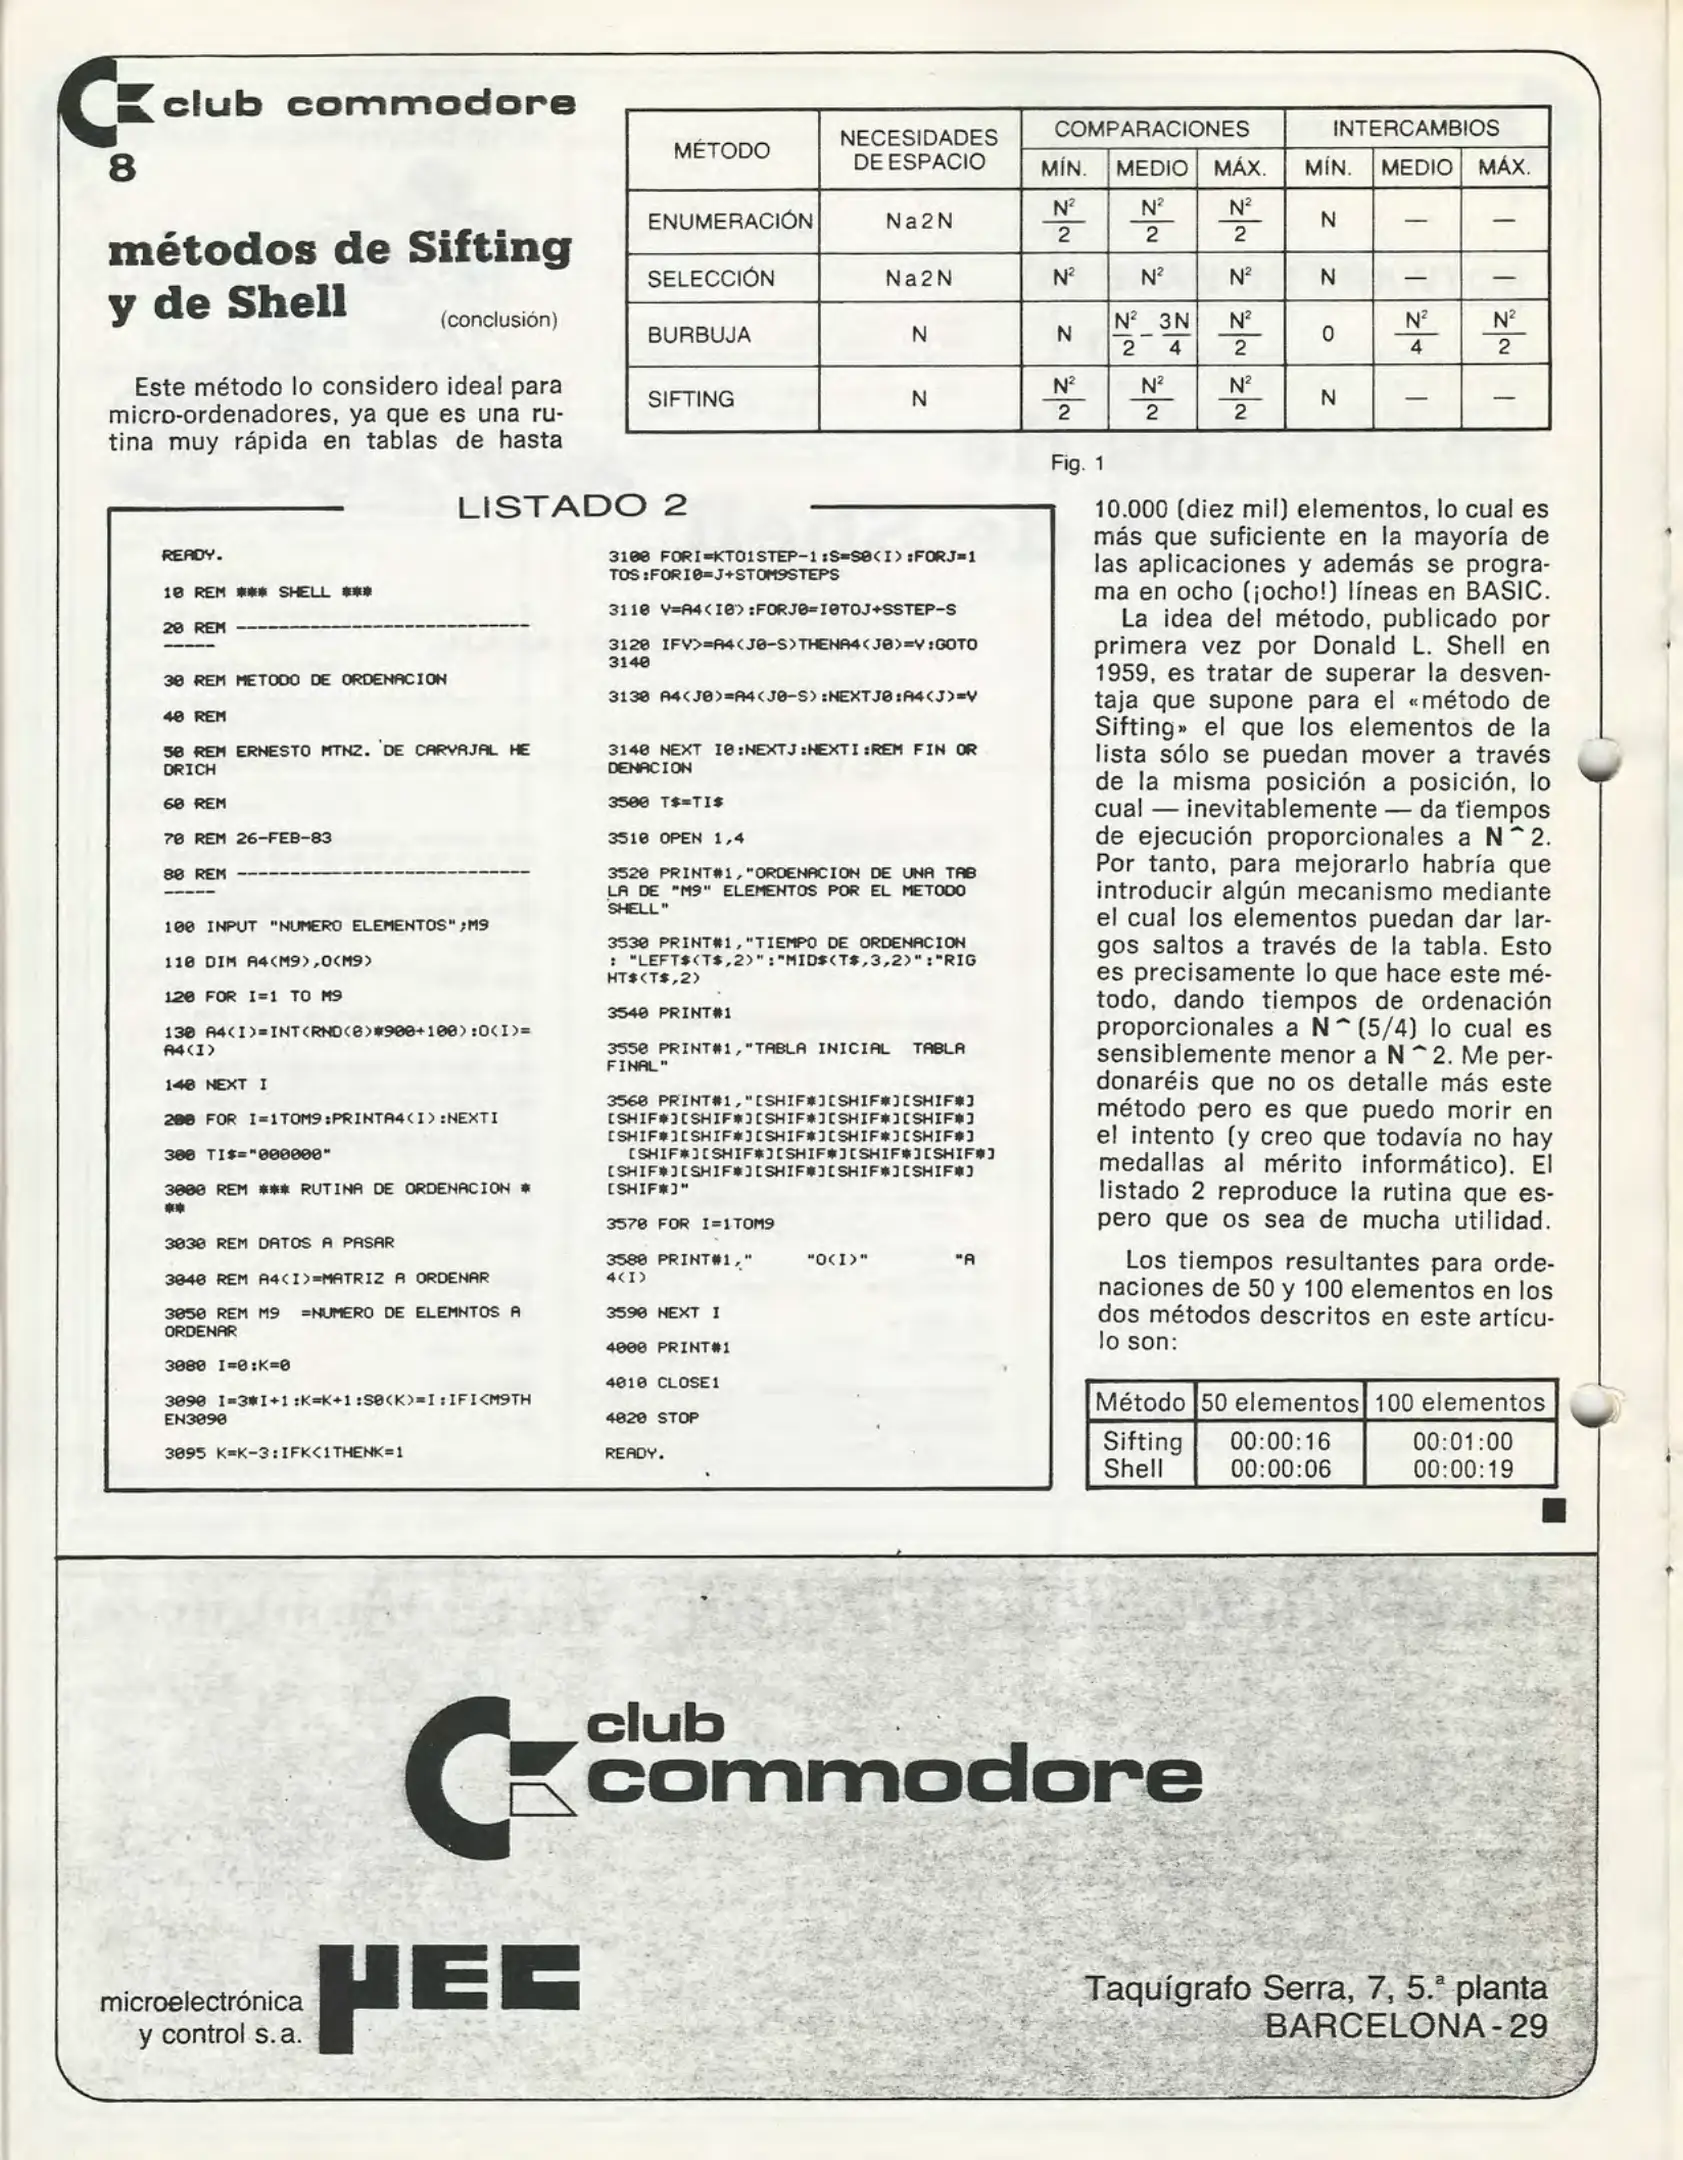 club commodore
8
métodos de Sifting
y de Shell
(conclusión)
Este método lo considero ideal para
micro-ordenadores, ya que es una ru-
tina muy rápida en tablas de hasta
MÉTODO NECESIDADES DE ESPACIO COMPARACIONES INTERCAMBIOS
MÍN. MEDIO MÁX. MÍN. MEDIO MÁX.
ENUMERACIÓN Na2N N²/2 N²/2 N²/2 N — —
SELECCIÓN Na2N N² N² N² N — —
BURBUJA N N N²/2 - 3N/4 N²/2 0 N²/4 N²/2
SIFTING N N²/2 N²/2 N²/2 N — —
Fig. 1
LISTADO 2
READY.
10 REM *** SHELL ***
20 REM ----------------------------
-----
30 REM METODO DE ORDENACION
40 REM
50 REM ERNESTO MTNZ. DE CARVAJAL HE
DRICH
60 REM
70 REM 26-FEB-83
80 REM ----------------------------
-----
100 INPUT "NUMERO ELEMENTOS";M9
110 DIM A4(M9),O(M9)
120 FOR I=1 TO M9
130 A4(I)=INT(RND(0)*900+100):O(I)=
A4(I)
140 NEXT I
200 FOR I=1TOM9:PRINTA4(I):NEXTI
300 TI$="000000"
3000 REM *** RUTINA DE ORDENACION *
**
3030 REM DATOS A PASAR
3040 REM A4(I)=MATRIZ A ORDENAR
3050 REM M9 =NUMERO DE ELEMNTOS A
ORDENAR
3080 I=0:K=0
3090 I=3*I+1:K=K+1:S0(K)=I:IFI<M9TH
EN3090
3095 K=K-3:IFK<1THENK=1
3100 FORI=KTO1STEP-1:S=S0(I):FORJ=1
TOS:FORI0=J+STOM9STEPS
3110 V=A4(I0):FORJ0=I0TOJ+SSTEP-S
3120 IFV>=A4(J0-S)THENA4(J0)=V:GOTO
3140
3130 A4(J0)=A4(J0-S):NEXTJ0:A4(J)=V
3140 NEXT I0:NEXTJ:NEXTI:REM FIN OR
DENACION
3500 T$=TI$
3510 OPEN 1,4
3520 PRINT#1,"ORDENACION DE UNA TAB
LA DE "M9" ELEMENTOS POR EL METODO
SHELL"
3530 PRINT#1,"TIEMPO DE ORDENACION
: "LEFT$(T$,2)":"MID$(T$,3,2)":"RIG
HT$(T$,2)
3540 PRINT#1
3550 PRINT#1,"TABLA INICIAL  TABLA
FINAL"
3560 PRINT#1,"[SHIF*][SHIF*][SHIF*]
[SHIF*][SHIF*][SHIF*][SHIF*][SHIF*]
[SHIF*][SHIF*][SHIF*][SHIF*][SHIF*]
[SHIF*][SHIF*][SHIF*][SHIF*][SHIF*]
[SHIF*][SHIF*][SHIF*][SHIF*][SHIF*]
[SHIF*]"
3570 FOR I=1TOM9
3580 PRINT#1,"     "O(I)"        "A
4(I)
3590 NEXT I
4000 PRINT#1
4010 CLOSE1
4020 STOP
READY.
10.000 (diez mil) elementos, lo cual es
más que suficiente en la mayoría de
las aplicaciones y además se progra-
ma en ocho (¡ocho!) líneas en BASIC.
La idea del método, publicado por
primera vez por Donald L. Shell en
1959, es tratar de superar la desven-
taja que supone para el «método de
Sifting» el que los elementos de la
lista sólo se puedan mover a través
de la misma posición a posición, lo
cual — inevitablemente — da tiempos
de ejecución proporcionales a N ^ 2.
Por tanto, para mejorarlo habría que
introducir algún mecanismo mediante
el cual los elementos puedan dar lar-
gos saltos a través de la tabla. Esto
es precisamente lo que hace este mé-
todo, dando tiempos de ordenación
proporcionales a N ^ (5/4) lo cual es
sensiblemente menor a N ^ 2. Me per-
donaréis que no os detalle más este
método pero es que puedo morir en
el intento (y creo que todavía no hay
medallas al mérito informático). El
listado 2 reproduce la rutina que es-
pero que os sea de mucha utilidad.
Los tiempos resultantes para orde-
naciones de 50 y 100 elementos en los
dos métodos descritos en este artícu-
lo son:
Método 50 elementos 100 elementos
Sifting 00:00:16 00:01:00
Shell 00:00:06 00:00:19
club
commodore
microelectrónica
y control s.a.
µEC
Taquígrafo Serra, 7, 5.ª planta
BARCELONA-29